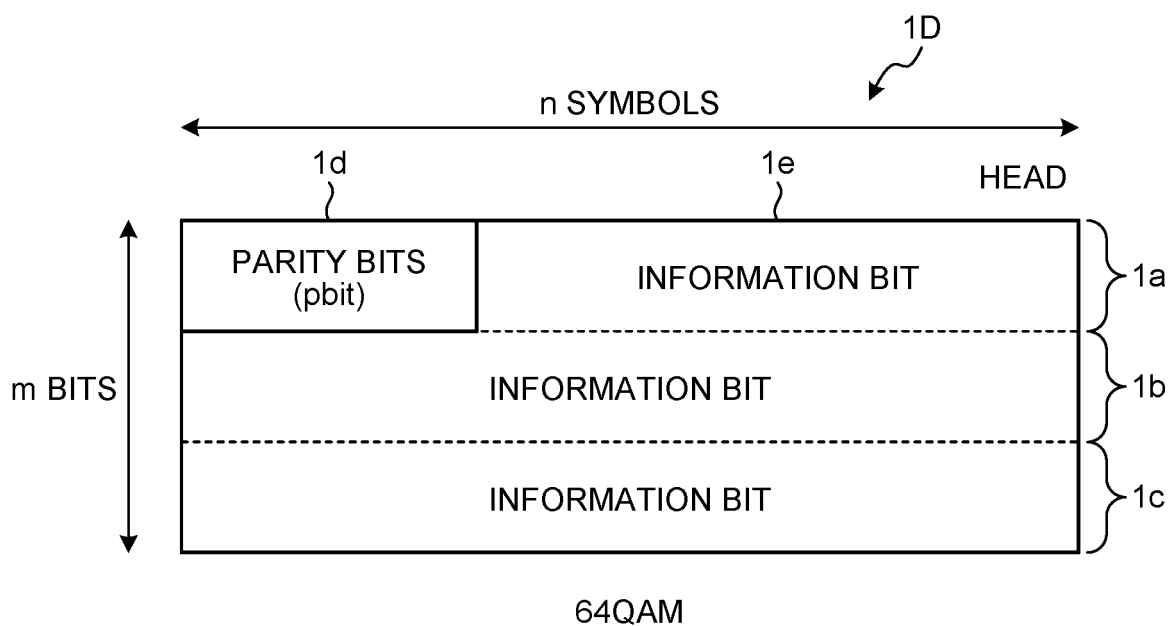 1D
n SYMBOLS
1d
1e
HEAD
PARITY BITS
(pbit)
INFORMATION BIT
1a
m BITS
INFORMATION BIT
1b
INFORMATION BIT
1c
64QAM